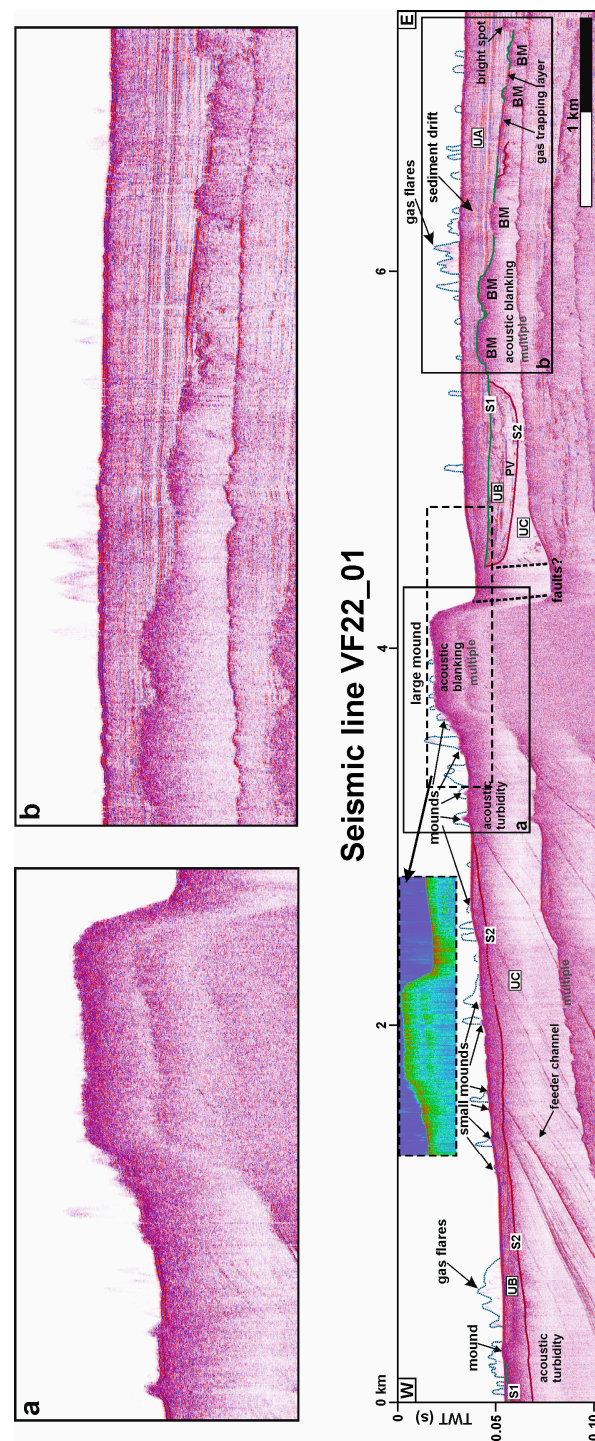 a
b
Seismic line VF22_01
W
E
0 km
2
4
6
TWT (s)
0
0.05
0.10
mound
gas flares
small mounds
mounds
large mound
gas flares
sediment drift
bright spot
S1
UB
S2
acoustic
turbidity
feeder channel
UC
multiple
S2
acoustic
turbidity
acoustic
blanking
multiple
a
faults?
UB
PV
UC
S1
S2
UA
BM
BM
BM
BM
BM
acoustic blanking
multiple
gas trapping layer
b
1 km